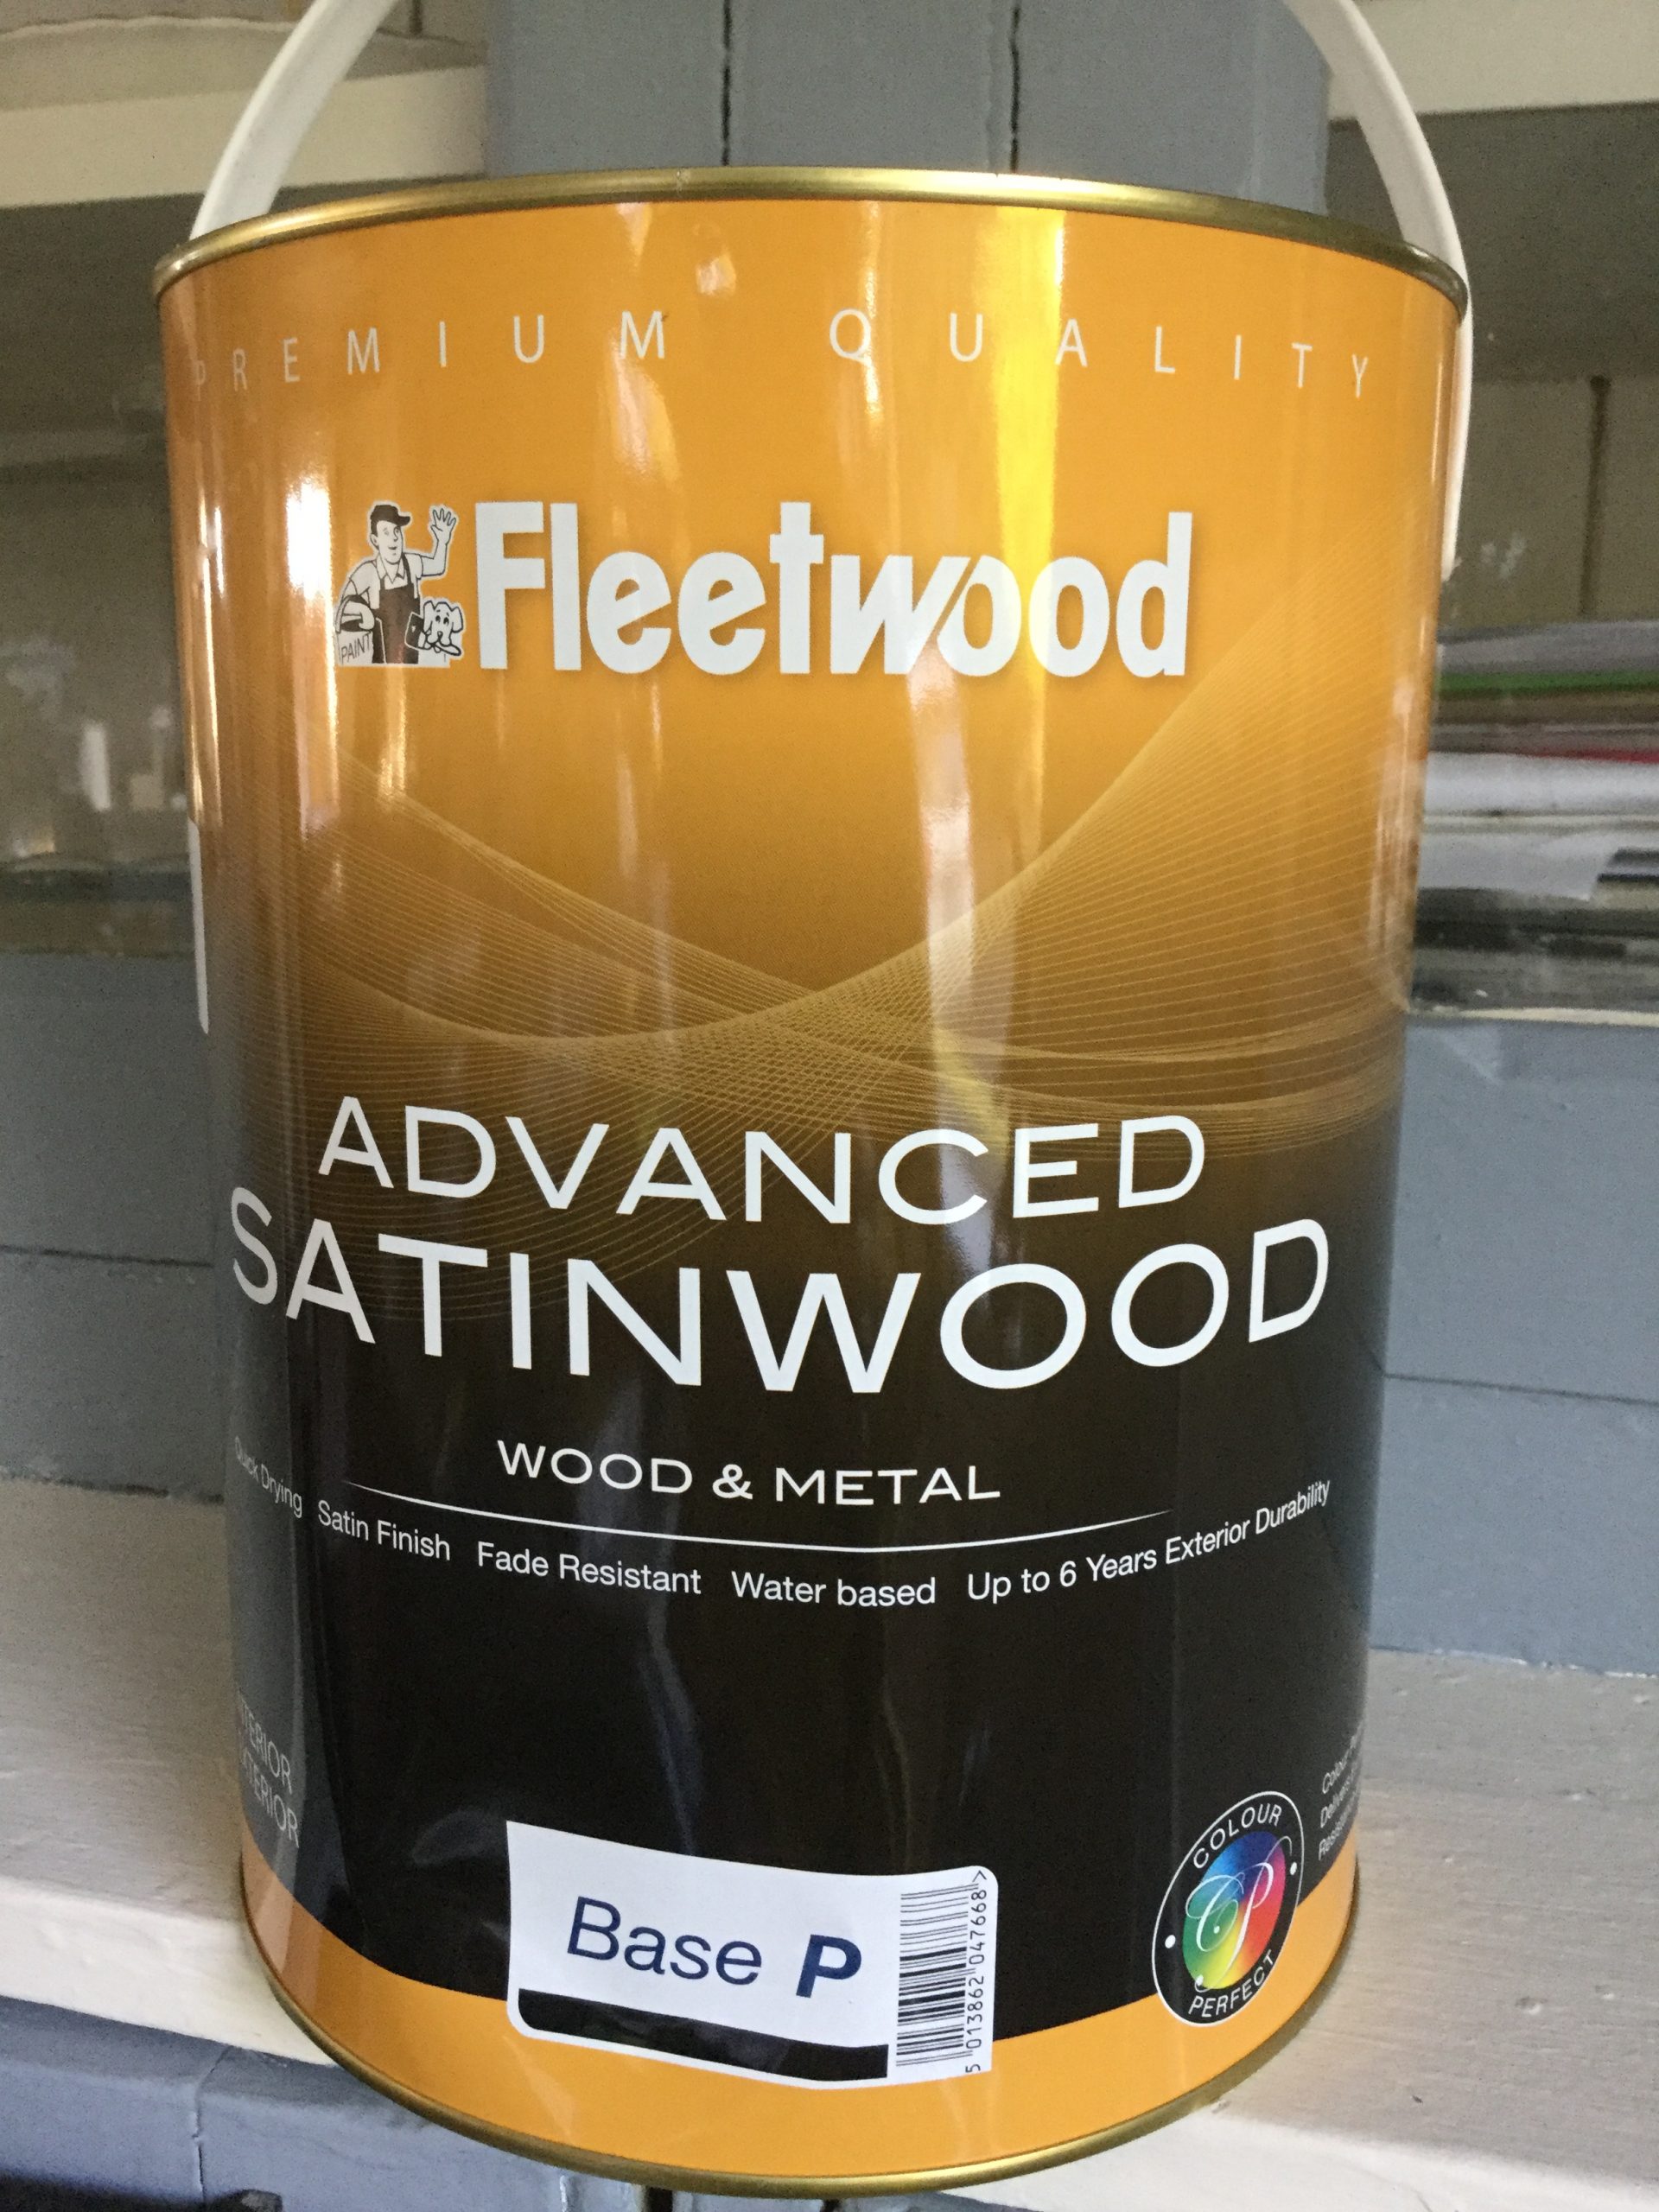 PREMIUM QUALITY
PAINT
Fleetwood
ADVANCED
SATINWOOD
WOOD & METAL
Quick Drying Satin Finish Fade Resistant Water based Up to 6 Years Exterior Durability
Base P
5 013862 047668 >
COLOUR
CP
PERFECT